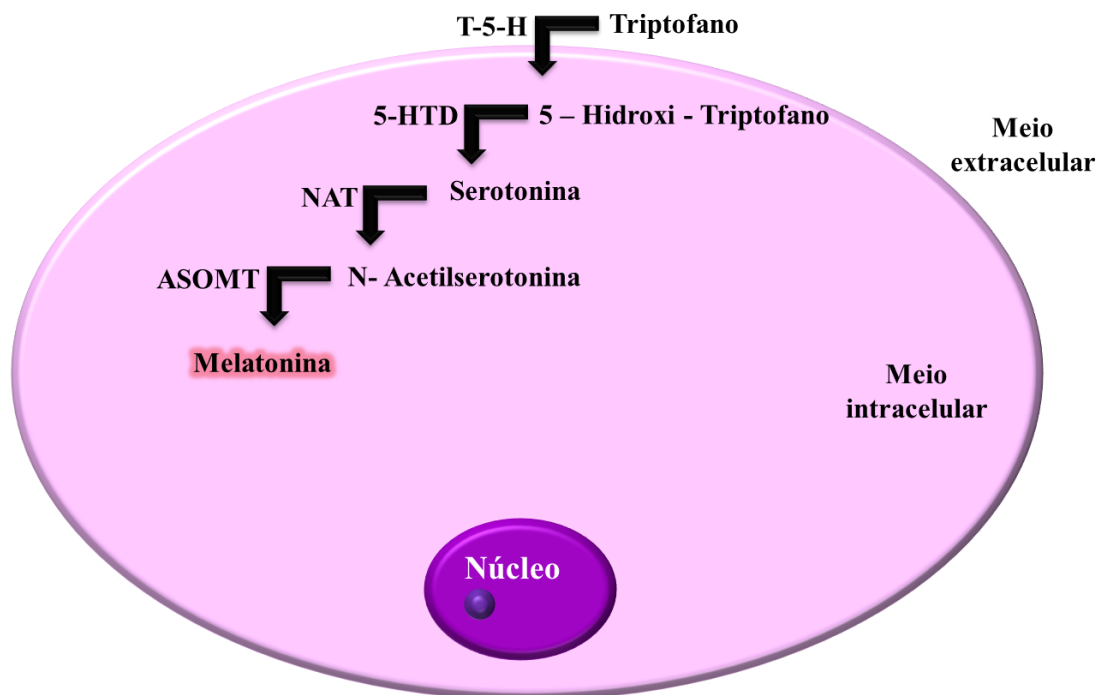 T-5-H Triptofano
5-HTD 5 – Hidroxi - Triptofano
Meio
extracelular
NAT Serotonina
ASOMT N- Acetilserotonina
Melatonina
Meio
intracelular
Núcleo